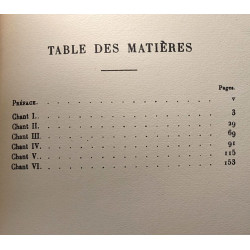 TABLE DES MATIÈRES
Pages.
Préface. . . . . . . . . . . . v
Chant I. . . . . . . . . . . . 3
Chant II. . . . . . . . . . . . 29
Chant III. . . . . . . . . . . . 69
Chant IV. . . . . . . . . . . . 91
Chant V. . . . . . . . . . . . 115
Chant VI. . . . . . . . . . . . 153